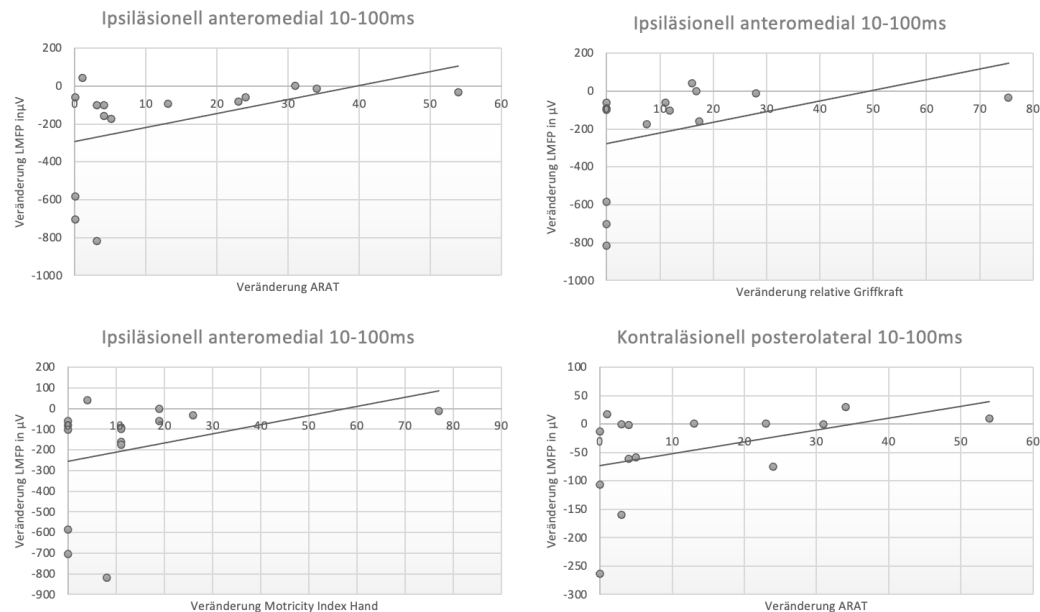 Ipsiläsionell anteromedial 10-100ms
200
0
-200
-400
-600
-800
-1000
0 10 20 30 40 50 60
Veränderung LMFP inµV
Veränderung ARAT
Ipsiläsionell anteromedial 10-100ms
200
0
-200
-400
-600
-800
-1000
0 10 20 30 40 50 60 70 80
Veränderung LMFP in µV
Veränderung relative Griffkraft
Ipsiläsionell anteromedial 10-100ms
200
100
0
-100
-200
-300
-400
-500
-600
-700
-800
-900
0 10 20 30 40 50 60 70 80 90
Veränderung LMFP in µV
Veränderung Motricity Index Hand
Kontraläsionell posterolateral 10-100ms
100
50
0
-50
-100
-150
-200
-250
-300
0 10 20 30 40 50 60
Veränderung LMFP in µV
Veränderung ARAT